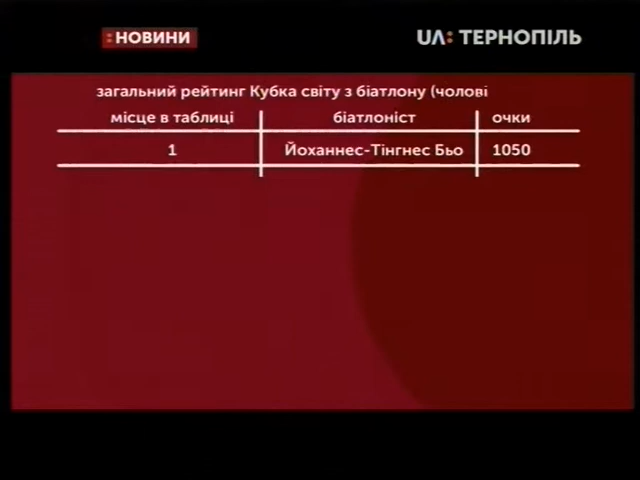 :НОВИНИ
UA: ТЕРНОПІЛЬ
загальний рейтинг Кубка світу з біатлону (чолові
місце в таблиці біатлоніст очки
1 Йоханнес-Тінгнес Бьо 1050